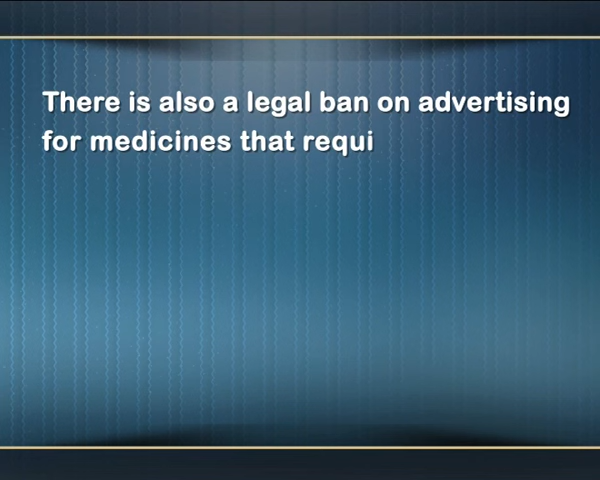 There is also a legal ban on advertising
for medicines that requi